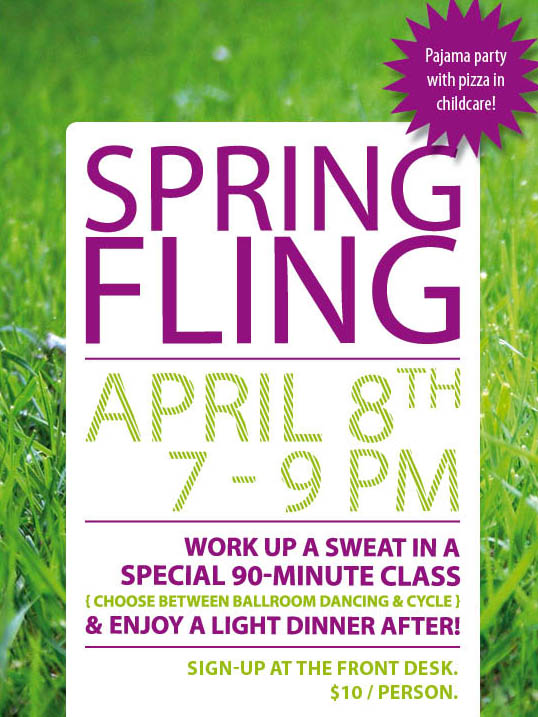 Pajama party
with pizza in
childcare!
SPRING
FLING
APRIL 8TH
7 - 9 PM
WORK UP A SWEAT IN A
SPECIAL 90-MINUTE CLASS
{ CHOOSE BETWEEN BALLROOM DANCING & CYCLE }
& ENJOY A LIGHT DINNER AFTER!
SIGN-UP AT THE FRONT DESK.
$10 / PERSON.